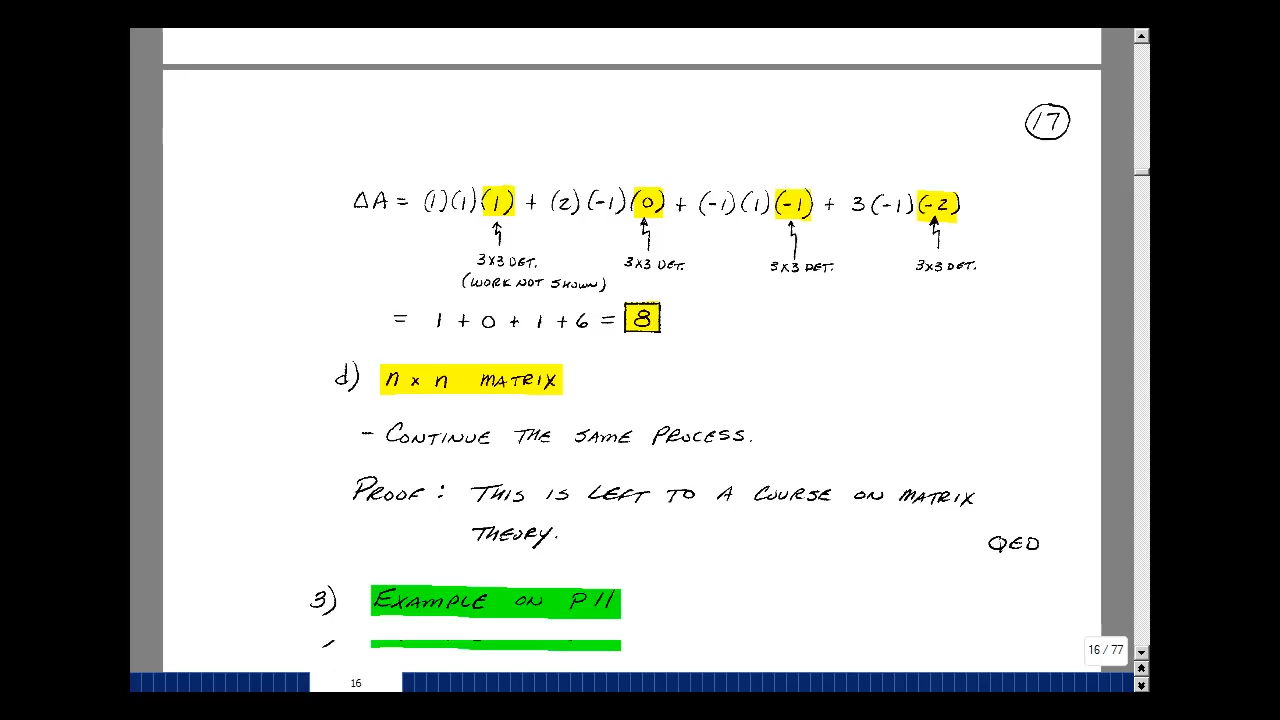 17
ΔA = (1)(1)(1) + (2)(-1)(0) + (-1)(1)(-1) + 3(-1)(-2)
3x3 DET. 3x3 DET. 3x3 DET. 3x3 DET.
(WORK NOT SHOWN)
= 1 + 0 + 1 + 6 = 8
d) n x n MATRIX
- CONTINUE THE SAME PROCESS.
PROOF: THIS IS LEFT TO A COURSE ON MATRIX
THEORY.
QED
3) EXAMPLE ON P11
16 / 77
16